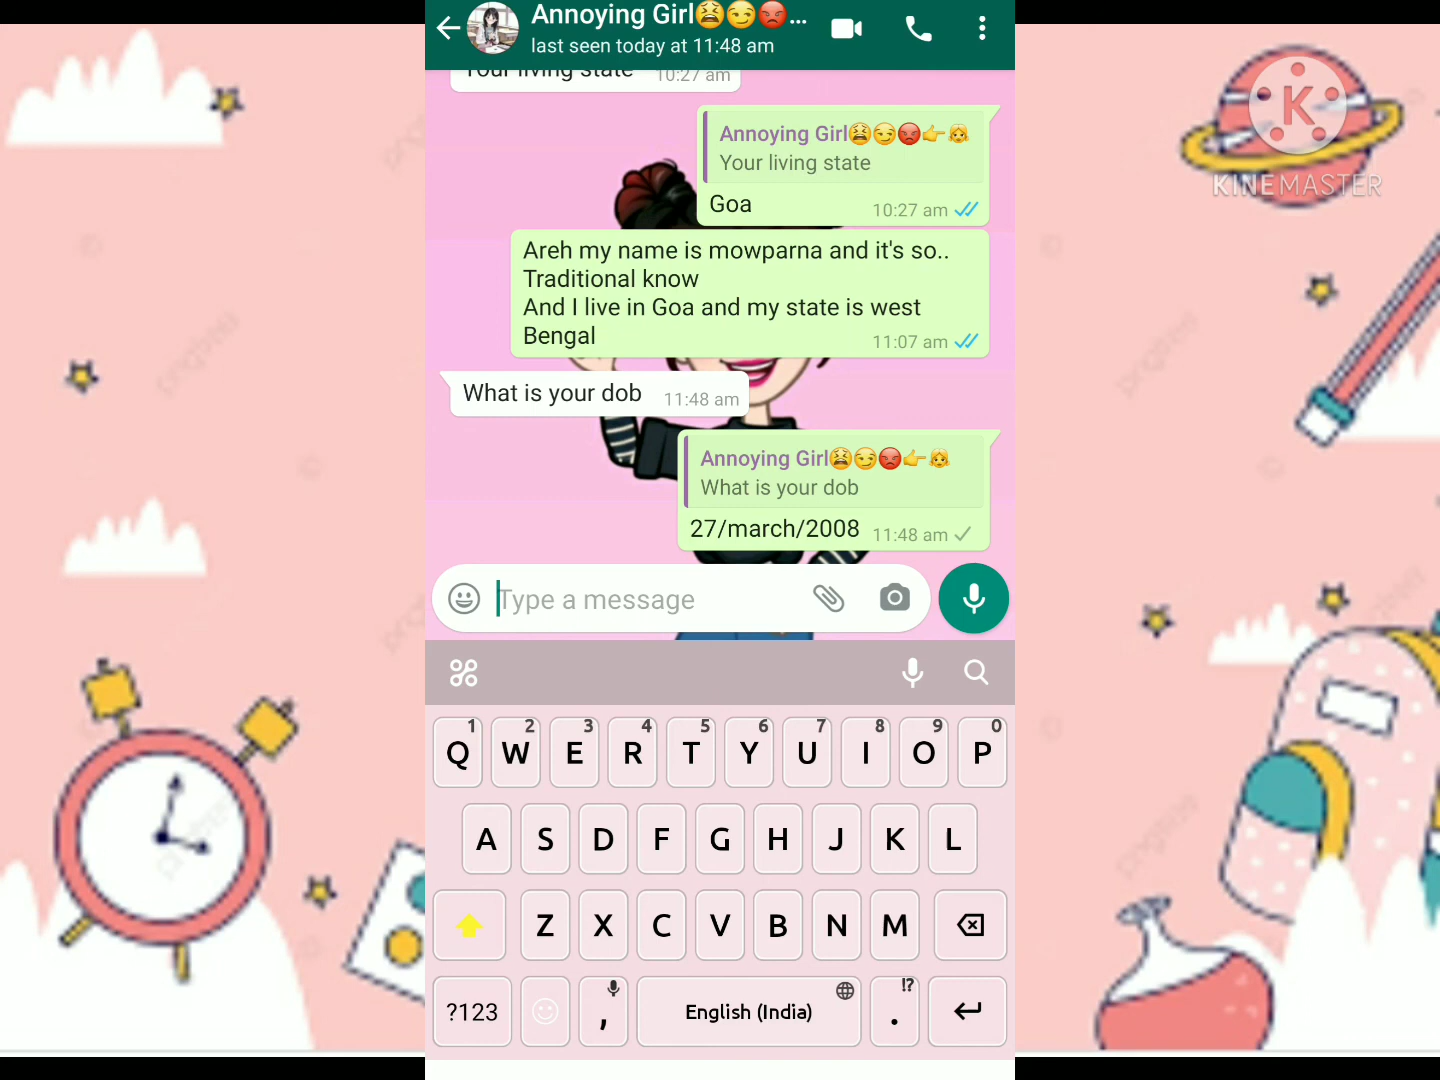 Annoying Girl😫😏😡...
last seen today at 11:48 am
Your living state 10:27 am
Annoying Girl😫😏😡👉👧
Your living state
Goa 10:27 am
Areh my name is mowparna and it's so..
Traditional know
And I live in Goa and my state is west
Bengal 11:07 am
What is your dob 11:48 am
Annoying Girl😫😏😡👉👧
What is your dob
27/march/2008 11:48 am
Type a message
1 2 3 4 5 6 7 8 9 0
Q W E R T Y U I O P
A S D F G H J K L
Z X C V B N M
?123 , English (India) . !?
K
KINEMASTER